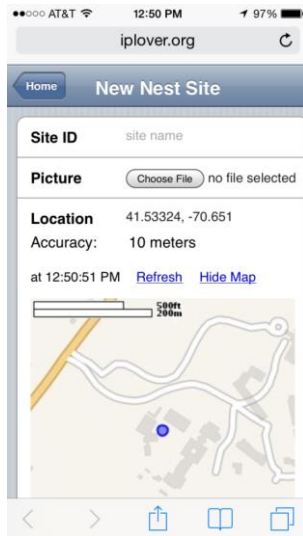 AT&T 12:50 PM 97%
iplover.org
Home New Nest Site
Site ID site name
Picture Choose File no file selected
Location 41.53324, -70.651
Accuracy: 10 meters
at 12:50:51 PM Refresh Hide Map
500ft
200m